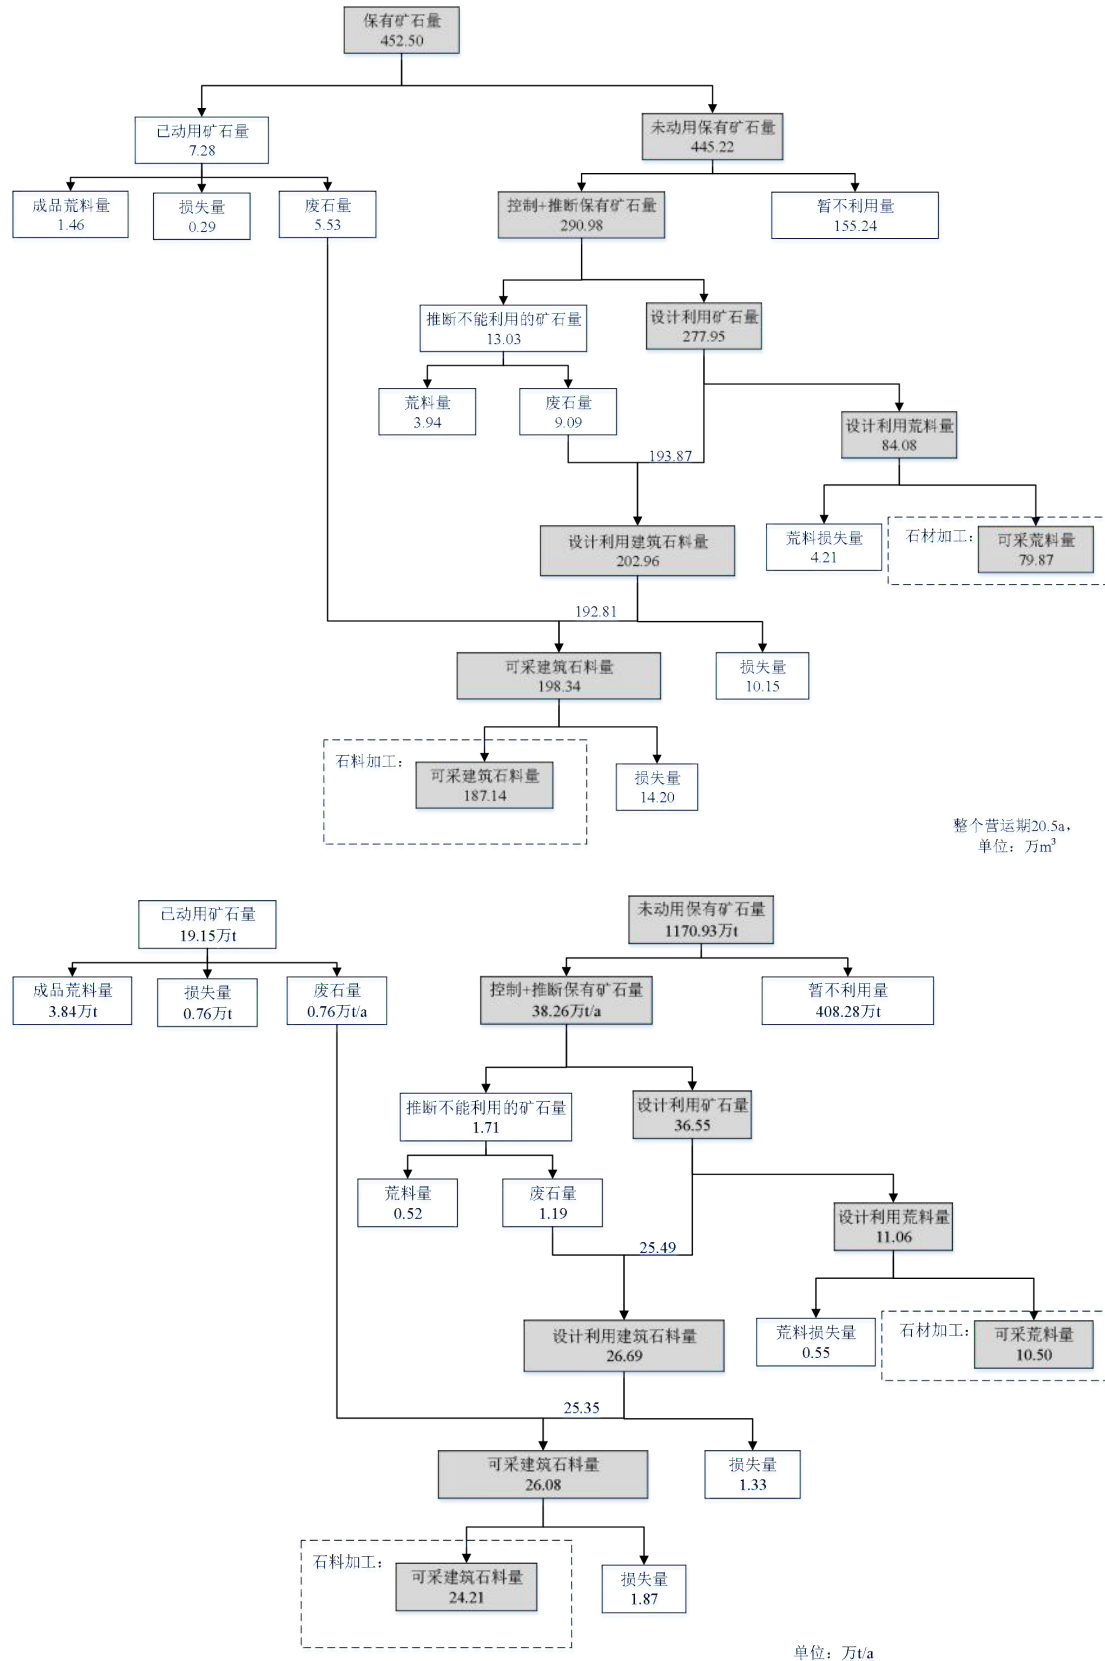 保有矿石量
452.50
已动用矿石量
7.28
未动用保有矿石量
445.22
成品荒料量
1.46
损失量
0.29
废石量
5.53
控制+推断保有矿石量
290.98
暂不利用量
155.24
推断不能利用的矿石量
13.03
设计利用矿石量
277.95
荒料量
3.94
废石量
9.09
设计利用荒料量
84.08
193.87
荒料损失量
4.21
石材加工：
可采荒料量
79.87
设计利用建筑石料量
202.96
192.81
可采建筑石料量
198.34
损失量
10.15
石料加工：
可采建筑石料量
187.14
损失量
14.20
整个营运期20.5a，
单位：万m³
已动用矿石量
19.15万t
未动用保有矿石量
1170.93万t
成品荒料量
3.84万t
损失量
0.76万t
废石量
0.76万t/a
控制+推断保有矿石量
38.26万t/a
暂不利用量
408.28万t
推断不能利用的矿石量
1.71
设计利用矿石量
36.55
荒料量
0.52
废石量
1.19
设计利用荒料量
11.06
25.49
荒料损失量
0.55
石材加工：
可采荒料量
10.50
设计利用建筑石料量
26.69
25.35
可采建筑石料量
26.08
损失量
1.33
石料加工：
可采建筑石料量
24.21
损失量
1.87
单位：万t/a